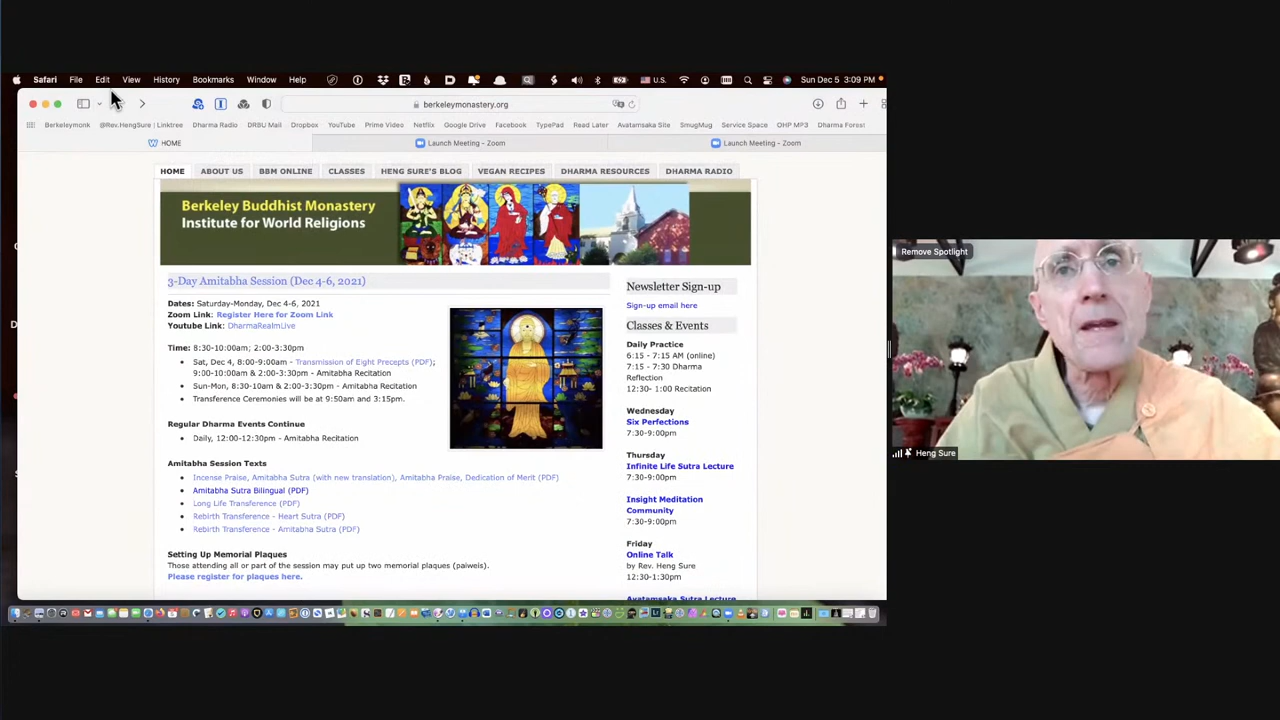 Safari File Edit View History Bookmarks Window Help U.S. Sun Dec 5 3:09 PM
berkeleymonastery.org
Berkeleymonk @Rev.HengSure | Linktree Dharma Radio DRBU Mail Dropbox YouTube Prime Video Netflix Google Drive Facebook TypePad Read Later Avatamsaka Site SmugMug Service Space OHP MP3
HOME Launch Meeting - Zoom Launch Meeting - Zoom
HOME ABOUT US BBM ONLINE CLASSES HENG SURE'S BLOG VEGAN RECIPES DHARMA RESOURCES DHARMA RADIO
Berkeley Buddhist Monastery
Institute for World Religions
3-Day Amitabha Session (Dec 4-6, 2021)
Dates: Saturday-Monday, Dec 4-6, 2021
Zoom Link: Register Here for Zoom Link
Youtube Link: DharmaRealmLive
Time: 8:30-10:00am; 2:00-3:30pm
Sat, Dec 4, 8:00-9:00am - Transmission of Eight Precepts (PDF);
9:00-10:00am & 2:00-3:30pm - Amitabha Recitation
Sun-Mon, 8:30-10am & 2:00-3:30pm - Amitabha Recitation
Transference Ceremonies will be at 9:50am and 3:15pm.
Regular Dharma Events Continue
Daily, 12:00-12:30pm - Amitabha Recitation
Amitabha Session Texts
Incense Praise, Amitabha Sutra (with new translation), Amitabha Praise, Dedication of Merit (PDF)
Amitabha Sutra Bilingual (PDF)
Long Life Transference (PDF)
Rebirth Transference - Heart Sutra (PDF)
Rebirth Transference - Amitabha Sutra (PDF)
Setting Up Memorial Plaques
Those attending all or part of the session may put up two memorial plaques (paiweis).
Please register for plaques here.
Newsletter Sign-up
Sign-up email here
Classes & Events
Daily Practice
6:15 - 7:15 AM (online)
7:15 - 7:30 Dharma
Reflection
12:30- 1:00 Recitation
Wednesday
Six Perfections
7:30-9:00pm
Thursday
Infinite Life Sutra Lecture
7:30-9:00pm
Insight Meditation
Community
7:30-9:00pm
Friday
Online Talk
by Rev. Heng Sure
12:30-1:30pm
Avatamsaka Sutra Lecture
Remove Spotlight
Heng Sure